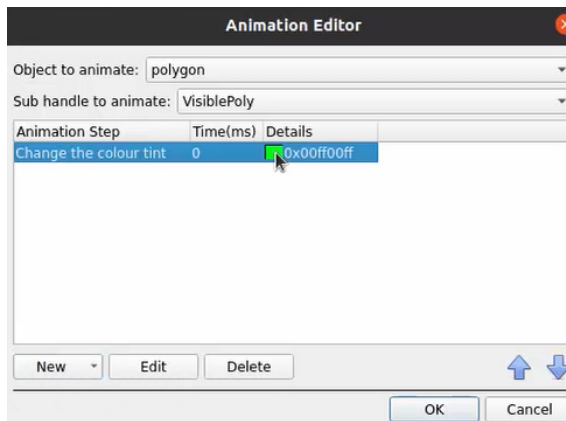 Animation Editor
Object to animate: polygon
Sub handle to animate: VisiblePoly
Animation Step Time(ms) Details
Change the colour tint 0 0x00ff00ff
New Edit Delete
OK Cancel